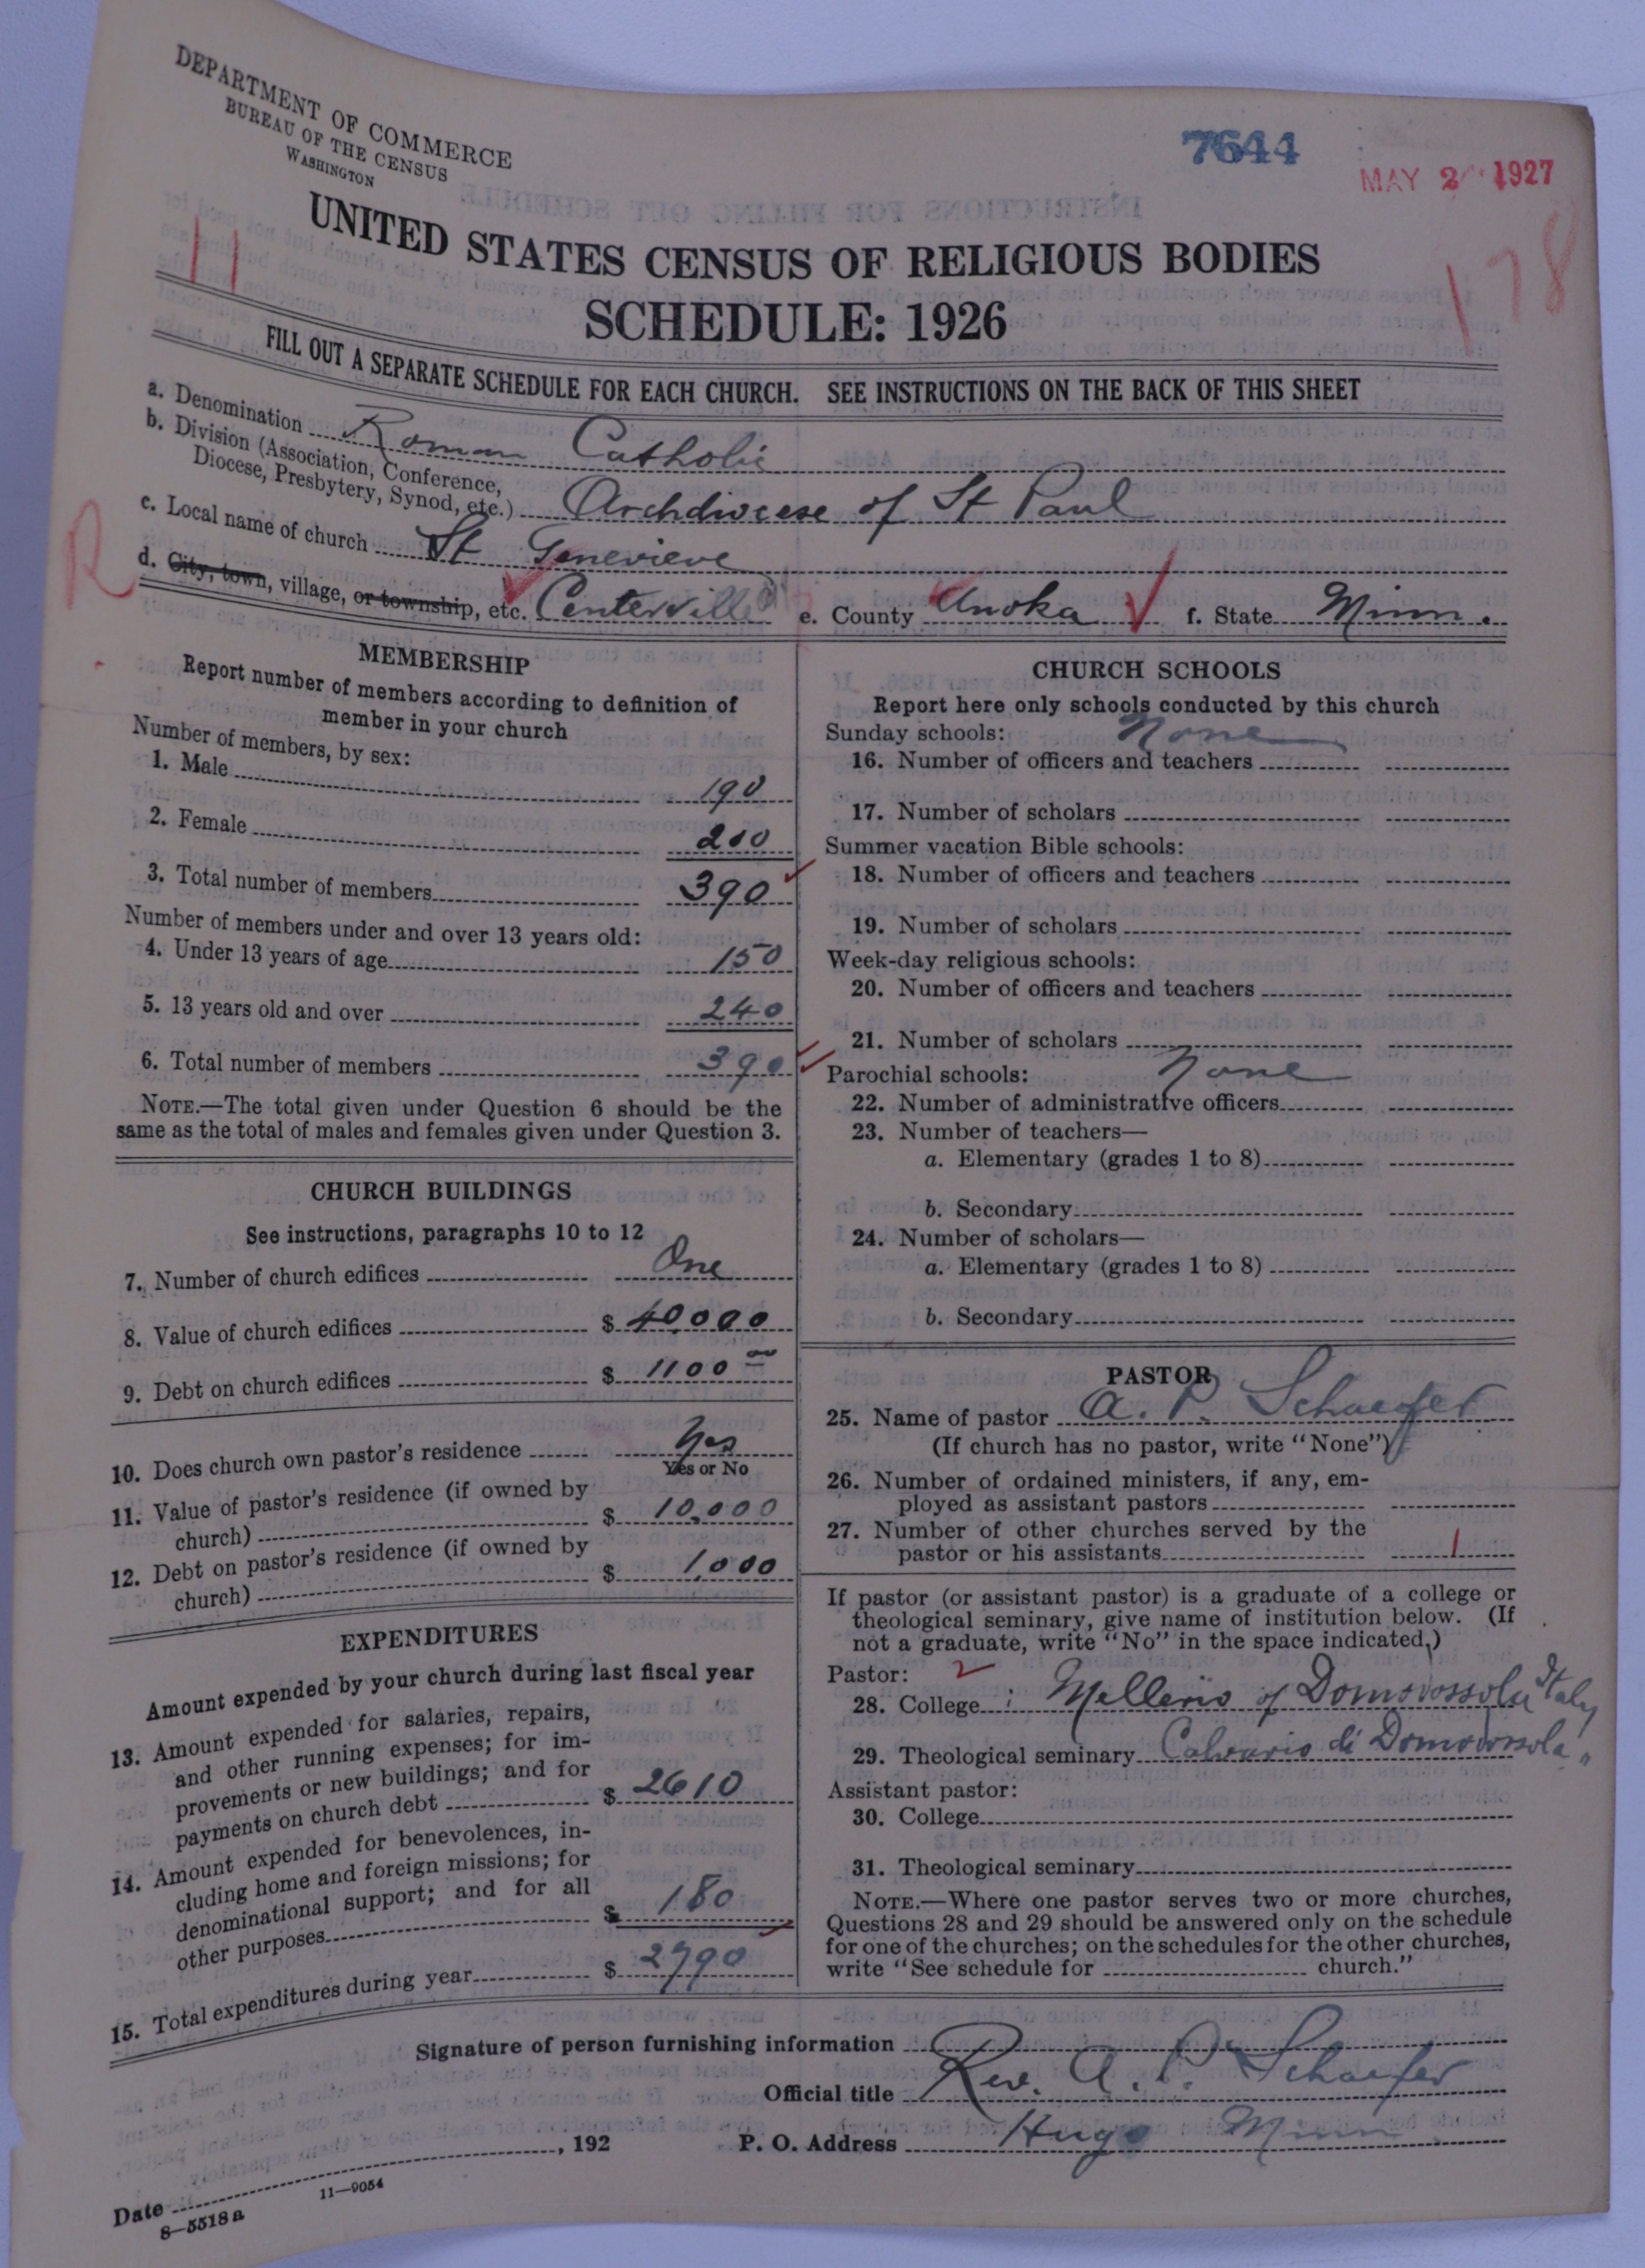 DEPARTMENT OF COMMERCE
BUREAU OF THE CENSUS
WASHINGTON
7644
MAY 2 1927
11
178
UNITED STATES CENSUS OF RELIGIOUS BODIES
SCHEDULE: 1926
FILL OUT A SEPARATE SCHEDULE FOR EACH CHURCH. SEE INSTRUCTIONS ON THE BACK OF THIS SHEET
a. Denomination Roman Catholic
b. Division (Association, Conference,
Diocese, Presbytery, Synod, etc.) Archdiocese of St Paul
c. Local name of church St Genevieve
R
d. City, town, village, or township, etc. Centerville e. County Anoka f. State Minn.
MEMBERSHIP
Report number of members according to definition of
member in your church
Number of members, by sex:
1. Male 190
2. Female 200
3. Total number of members 390
Number of members under and over 13 years old:
4. Under 13 years of age 150
5. 13 years old and over 240
6. Total number of members 390
NOTE.—The total given under Question 6 should be the
same as the total of males and females given under Question 3.
CHURCH BUILDINGS
See instructions, paragraphs 10 to 12
7. Number of church edifices One
8. Value of church edifices $ 40,000
9. Debt on church edifices $ 1100 00
10. Does church own pastor's residence Yes
Yes or No
11. Value of pastor's residence (if owned by
church) $ 10,000
12. Debt on pastor's residence (if owned by
church) $ 1,000
EXPENDITURES
Amount expended by your church during last fiscal year
13. Amount expended for salaries, repairs,
and other running expenses; for im-
provements or new buildings; and for
payments on church debt $ 2610
14. Amount expended for benevolences, in-
cluding home and foreign missions; for
denominational support; and for all
other purposes $ 180
15. Total expenditures during year $ 2790
CHURCH SCHOOLS
Report here only schools conducted by this church
Sunday schools: None
16. Number of officers and teachers
17. Number of scholars
Summer vacation Bible schools:
18. Number of officers and teachers
19. Number of scholars
Week-day religious schools:
20. Number of officers and teachers
21. Number of scholars
Parochial schools: None
22. Number of administrative officers
23. Number of teachers—
a. Elementary (grades 1 to 8)
b. Secondary
24. Number of scholars—
a. Elementary (grades 1 to 8)
b. Secondary
PASTOR
25. Name of pastor A. P. Schaefer
(If church has no pastor, write "None")
26. Number of ordained ministers, if any, em-
ployed as assistant pastors
27. Number of other churches served by the
pastor or his assistants 1
If pastor (or assistant pastor) is a graduate of a college or
theological seminary, give name of institution below. (If
not a graduate, write "No" in the space indicated.)
Pastor: 2
28. College : Mellerio of Domodossola Italy
29. Theological seminary Calvario di Domodossola "
Assistant pastor:
30. College
31. Theological seminary
NOTE.—Where one pastor serves two or more churches,
Questions 28 and 29 should be answered only on the schedule
for one of the churches; on the schedules for the other churches,
write "See schedule for church."
Signature of person furnishing information
Official title Rev. A. P. Schaefer
Date , 192 P. O. Address Hugo Minn.
8—5518a 11—9054